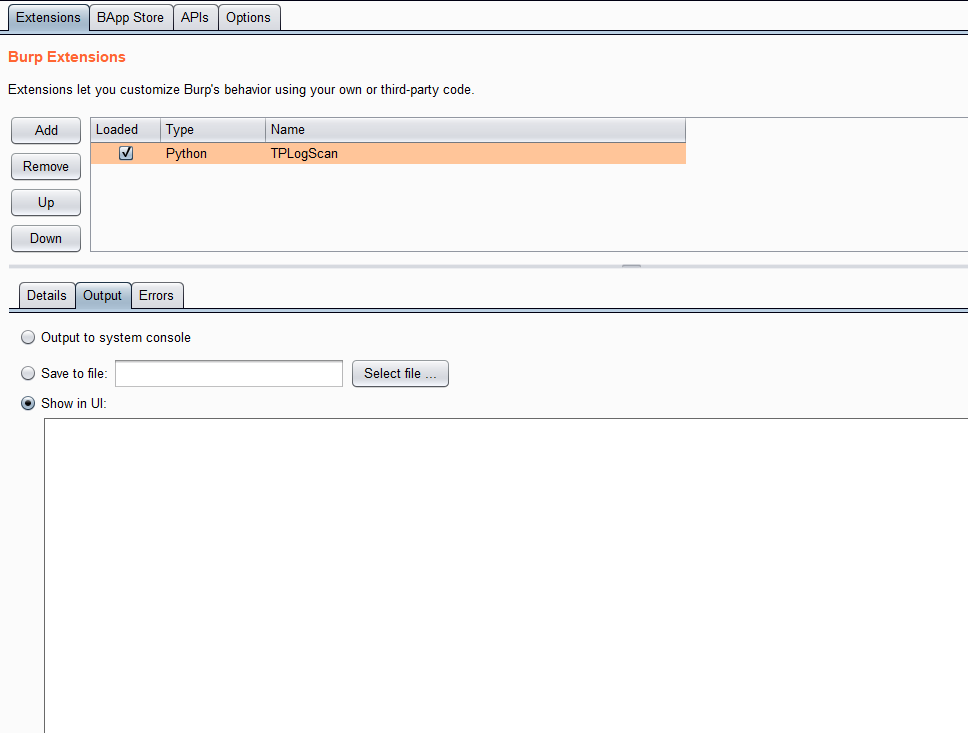 Extensions BApp Store APIs Options
Burp Extensions
Extensions let you customize Burp's behavior using your own or third-party code.
Add Loaded Type Name
Python TPLogScan
Remove
Up
Down
Details Output Errors
Output to system console
Save to file: Select file ...
Show in UI: